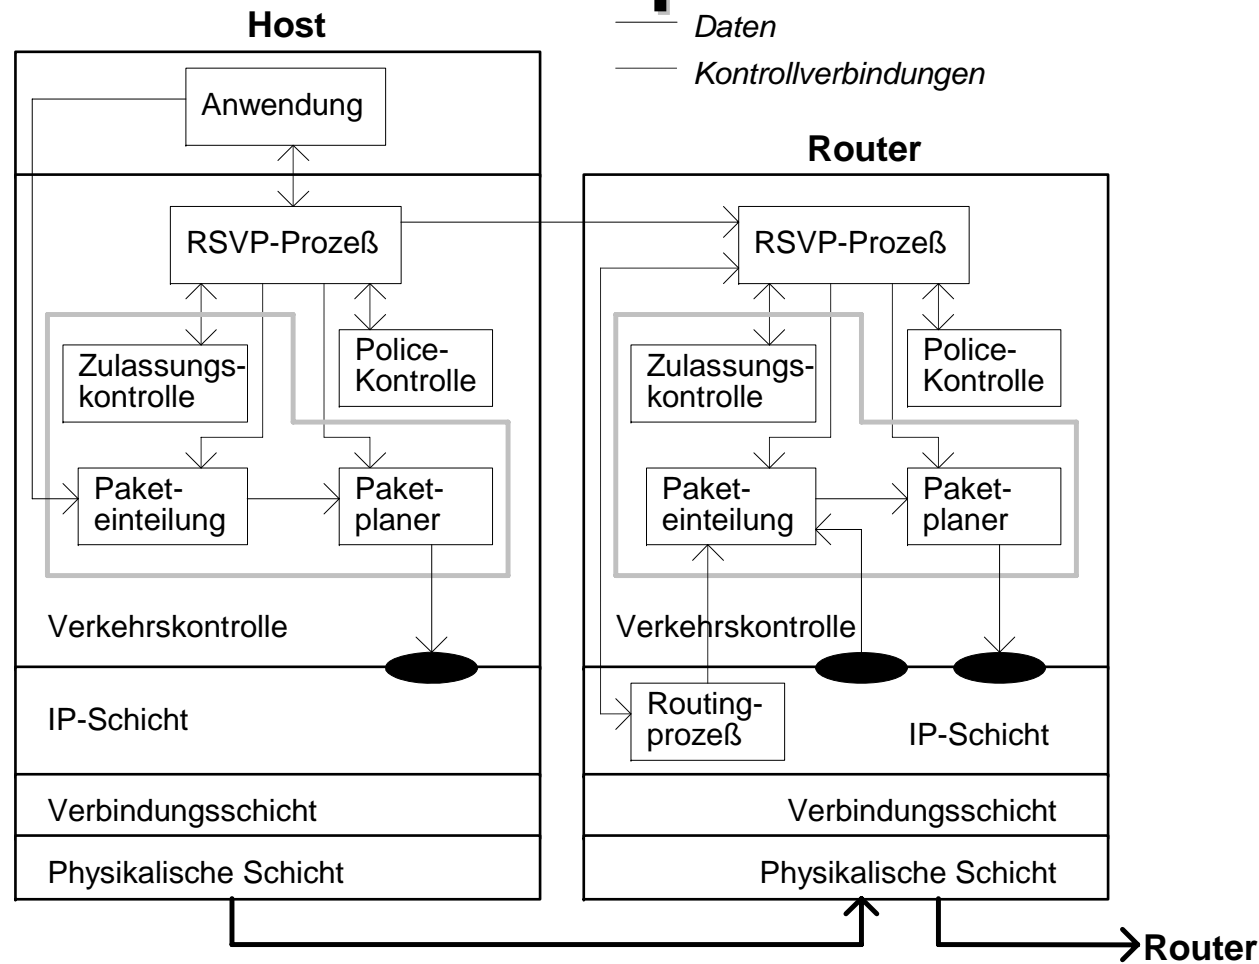 Host
Daten
Kontrollverbindungen
Anwendung
Router
RSVP-Prozeß
RSVP-Prozeß
Zulassungs-
kontrolle
Police-
Kontrolle
Zulassungs-
kontrolle
Police-
Kontrolle
Paket-
einteilung
Paket-
planer
Paket-
einteilung
Paket-
planer
Verkehrskontrolle
Verkehrskontrolle
IP-Schicht
Routing-
prozeß
IP-Schicht
Verbindungsschicht
Verbindungsschicht
Physikalische Schicht
Physikalische Schicht
Router